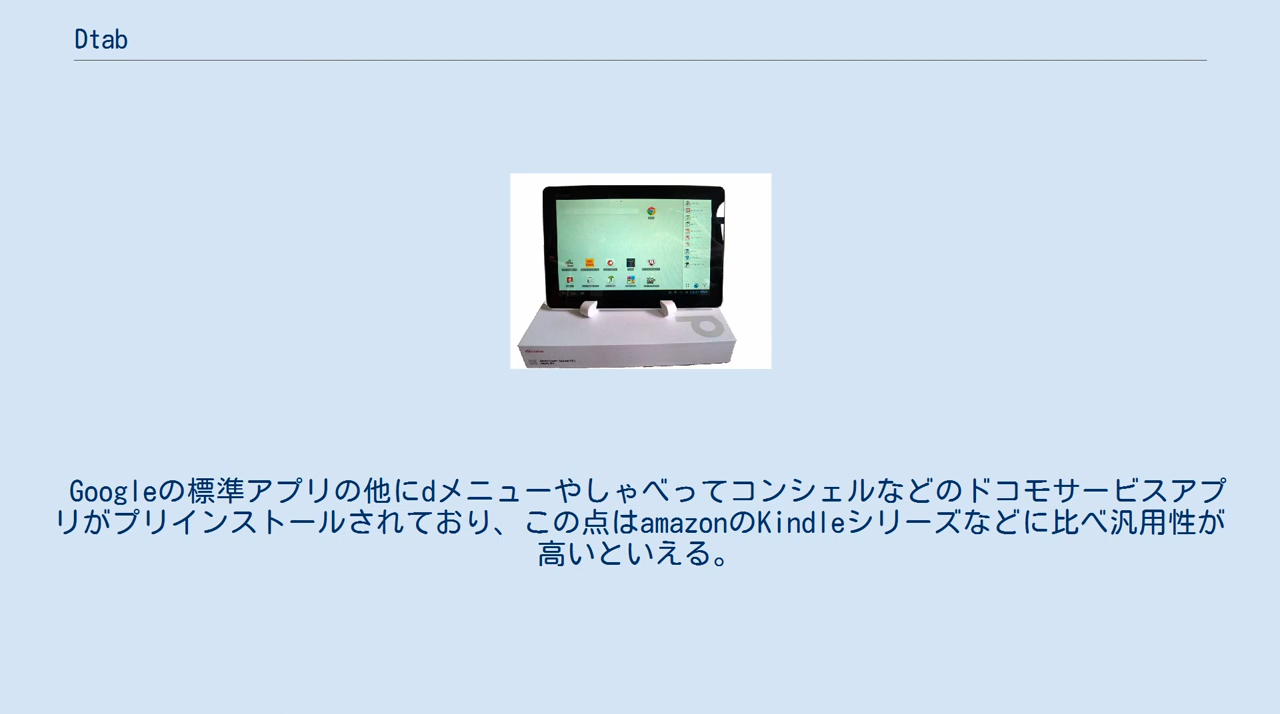 Dtab
Googleの標準アプリの他にdメニューやしゃべってコンシェルなどのドコモサービスアプ
リがプリインストールされており、この点はamazonのKindleシリーズなどに比べ汎用性が
高いといえる。